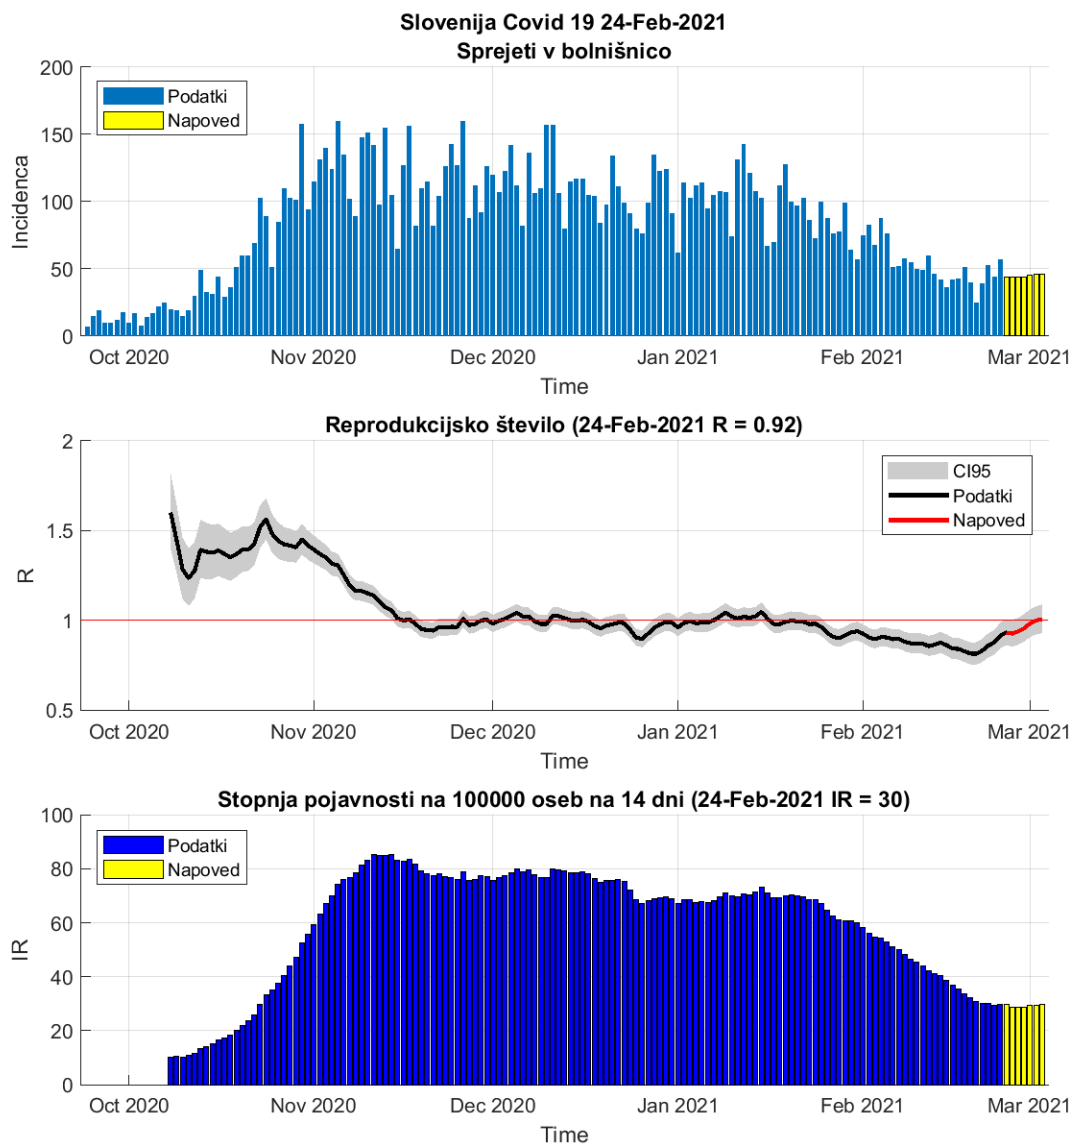 Slovenija Covid 19 24-Feb-2021
Sprejeti v bolnišnico
200
150
100
50
0
Incidenca
Podatki
Napoved
Oct 2020 Nov 2020 Dec 2020 Jan 2021 Feb 2021 Mar 2021
Time
Reprodukcijsko število (24-Feb-2021 R = 0.92)
2
1.5
1
0.5
R
CI95
Podatki
Napoved
Oct 2020 Nov 2020 Dec 2020 Jan 2021 Feb 2021 Mar 2021
Time
Stopnja pojavnosti na 100000 oseb na 14 dni (24-Feb-2021 IR = 30)
100
80
60
40
20
0
IR
Podatki
Napoved
Oct 2020 Nov 2020 Dec 2020 Jan 2021 Feb 2021 Mar 2021
Time